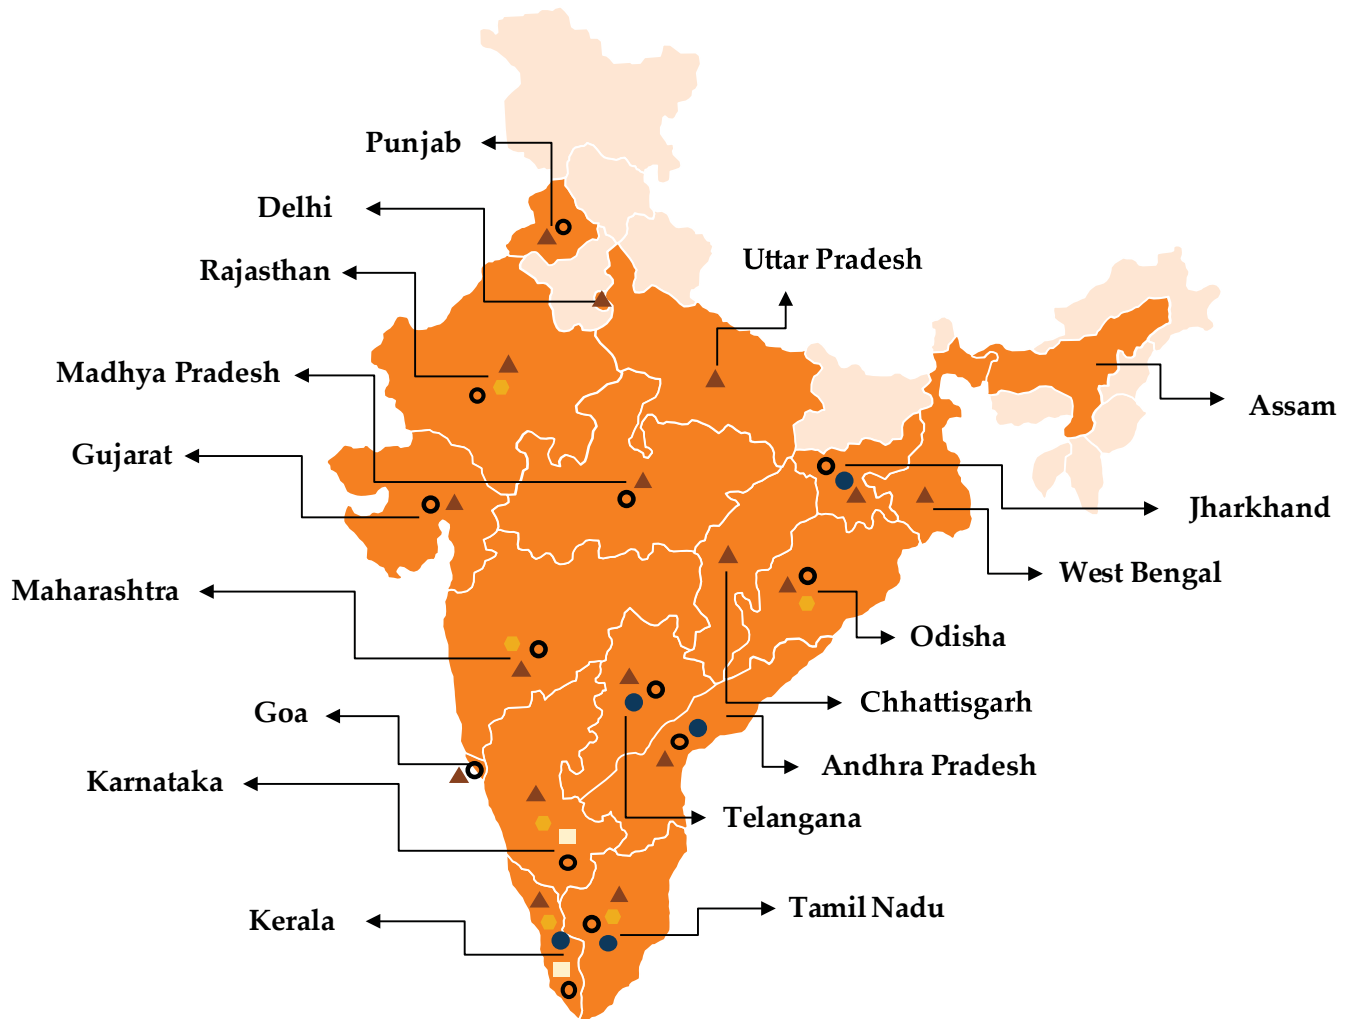 Punjab
Delhi
Rajasthan
Uttar Pradesh
Madhya Pradesh
Assam
Gujarat
Jharkhand
West Bengal
Maharashtra
Odisha
Chhattisgarh
Goa
Andhra Pradesh
Karnataka
Telangana
Tamil Nadu
Kerala